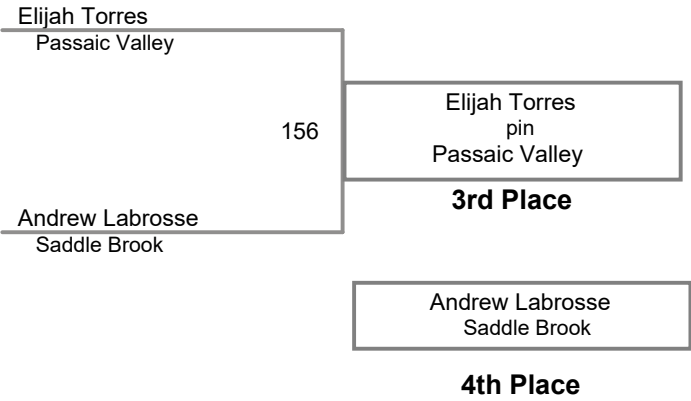 Elijah Torres
Passaic Valley
156
Elijah Torres
pin
Passaic Valley
3rd Place
Andrew Labrosse
Saddle Brook
Andrew Labrosse
Saddle Brook
4th Place